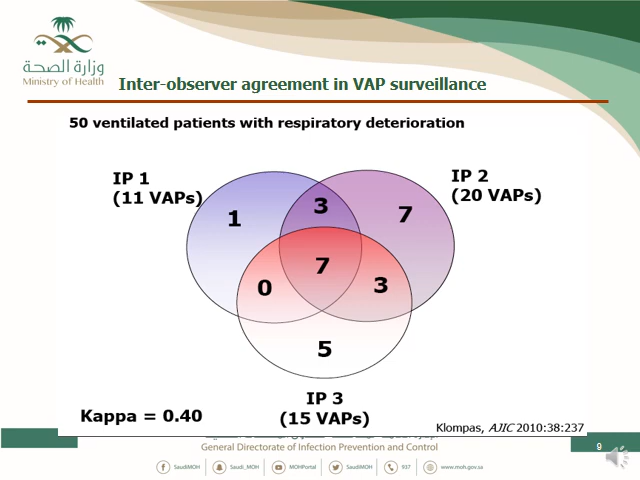 وزارة الصحة
Ministry of Health
Inter-observer agreement in VAP surveillance
50 ventilated patients with respiratory deterioration
IP 1
(11 VAPs)
IP 2
(20 VAPs)
1
3
7
7
0
3
5
IP 3
(15 VAPs)
Kappa = 0.40
Klompas, AJIC 2010:38:237
General Directorate of Infection Prevention and Control
9
SaudiMOH
Saudi_MOH
MOHPortal
SaudiMOH
937
www.moh.gov.sa